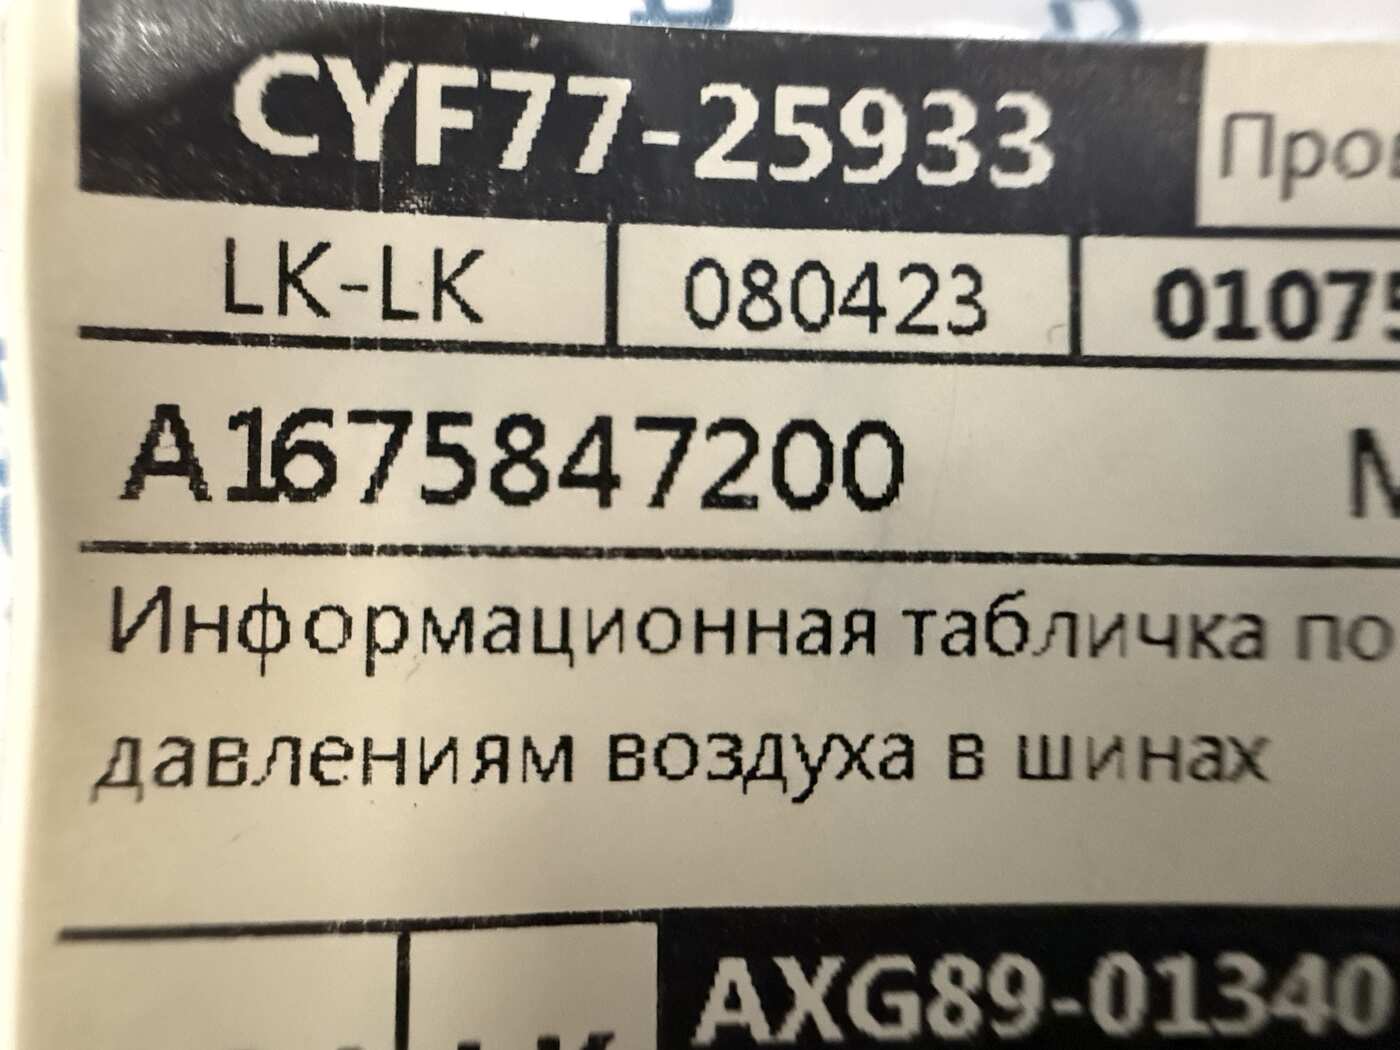 CYF77-25933
LK-LK 080423
A1675847200
Информационная табличка по
давлениям воздуха в шинах
AXG89-01340